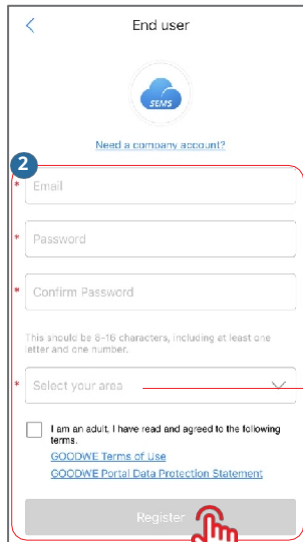 End user
SEMS
Need a company account?
2
* Email
* Password
* Confirm Password
This should be 8-16 characters, including at least one
letter and one number.
* Select your area
I am an adult, I have read and agreed to the following
terms.
GOODWE Terms of Use
GOODWE Portal Data Protection Statement
Register